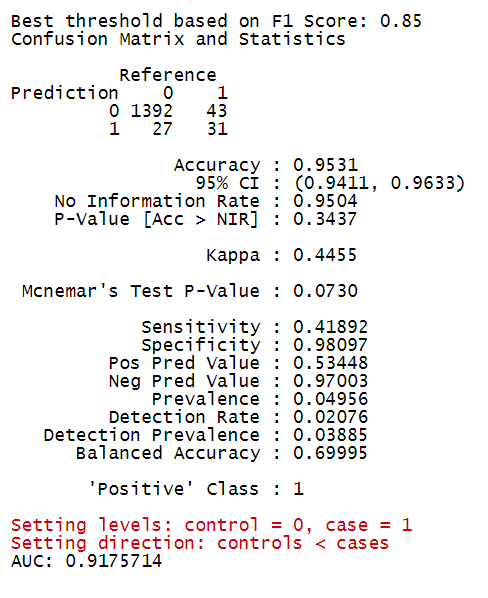 Best threshold based on F1 Score: 0.85
Confusion Matrix and Statistics
Reference
Prediction 0 1
0 1392 43
1 27 31
Accuracy : 0.9531
95% CI : (0.9411, 0.9633)
No Information Rate : 0.9504
P-Value [Acc > NIR] : 0.3437
Kappa : 0.4455
Mcnemar's Test P-Value : 0.0730
Sensitivity : 0.41892
Specificity : 0.98097
Pos Pred Value : 0.53448
Neg Pred Value : 0.97003
Prevalence : 0.04956
Detection Rate : 0.02076
Detection Prevalence : 0.03885
Balanced Accuracy : 0.69995
'Positive' Class : 1
Setting levels: control = 0, case = 1
Setting direction: controls < cases
AUC: 0.9175714